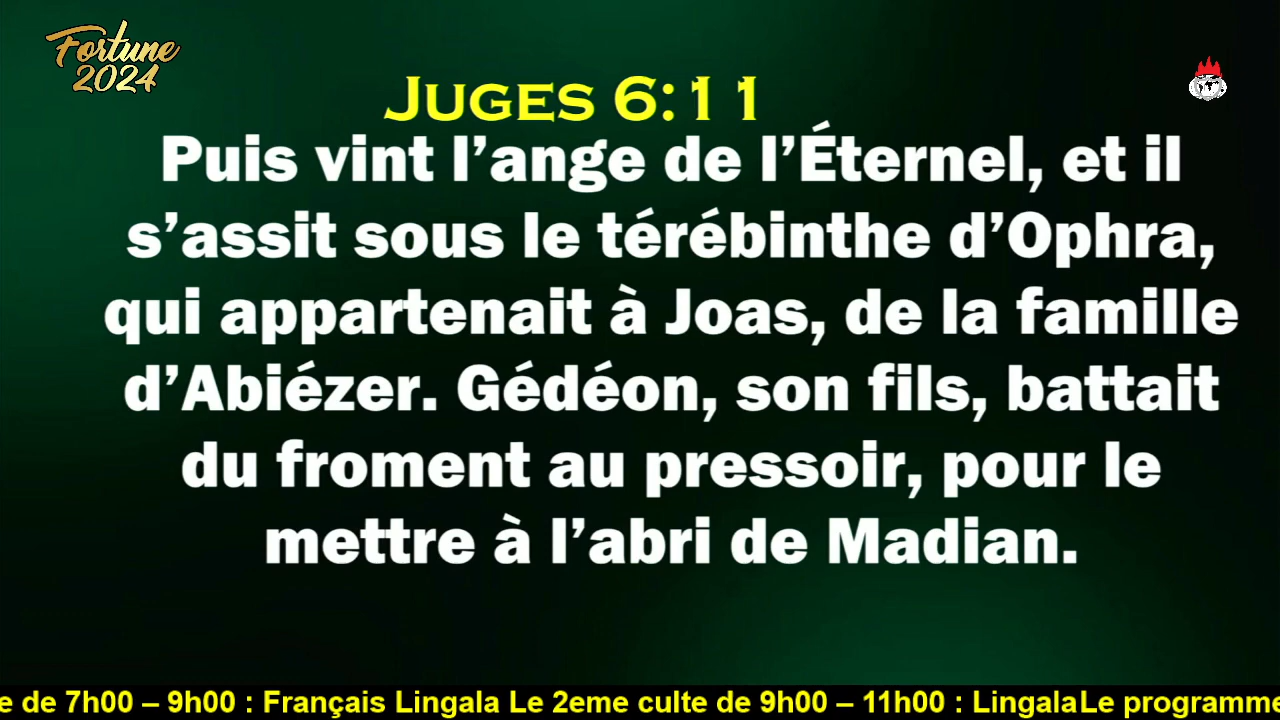 Fortune
2024
Juges 6:11
Puis vint l’ange de l’Éternel, et il
s’assit sous le térébinthe d’Ophra,
qui appartenait à Joas, de la famille
d’Abiézer. Gédéon, son fils, battait
du froment au pressoir, pour le
mettre à l’abri de Madian.
e de 7h00 – 9h00 : Français Lingala Le 2eme culte de 9h00 – 11h00 : LingalaLe programme